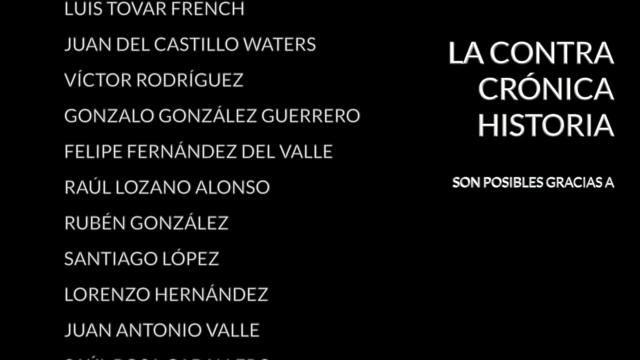 LUIS TOVAR FRENCH
JUAN DEL CASTILLO WATERS
VÍCTOR RODRÍGUEZ
GONZALO GONZÁLEZ GUERRERO
FELIPE FERNÁNDEZ DEL VALLE
RAÚL LOZANO ALONSO
RUBÉN GONZÁLEZ
SANTIAGO LÓPEZ
LORENZO HERNÁNDEZ
JUAN ANTONIO VALLE
LA CONTRA
CRÓNICA
HISTORIA
SON POSIBLES GRACIAS A